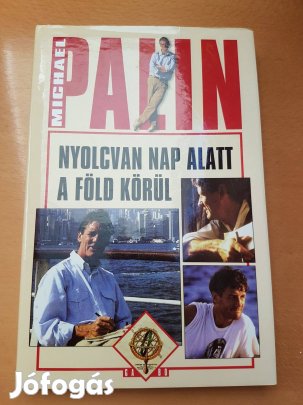 MICHAEL
PALIN
NYOLCVAN NAP ALATT
A FÖLD KÖRÜL
Jófogás